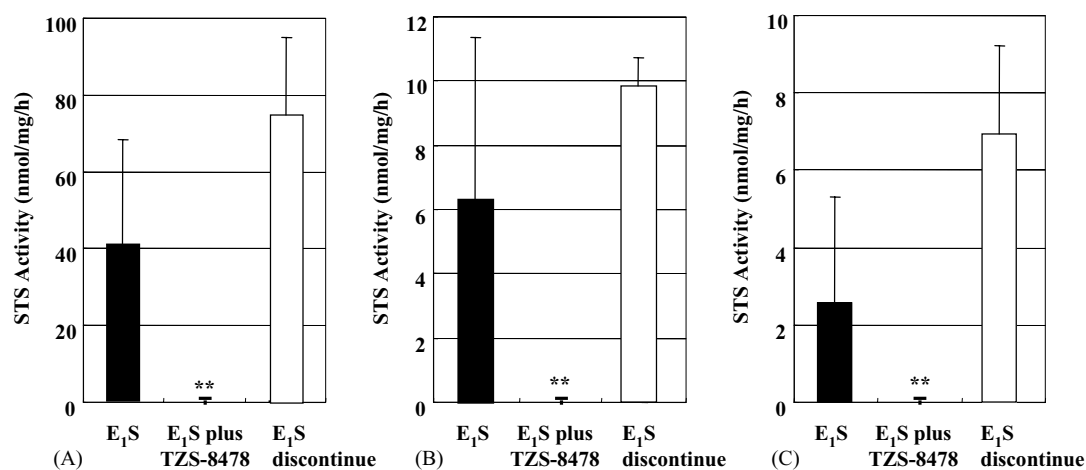 100
80
60
40
20
0
STS Activity (nmol/mg/h)
**
E1S
E1S plus
TZS-8478
E1S
discontinue
(A)
12
10
8
6
4
2
0
STS Activity (nmol/mg/h)
**
E1S
E1S plus
TZS-8478
E1S
discontinue
(B)
10
8
6
4
2
0
STS Activity (nmol/mg/h)
**
E1S
E1S plus
TZS-8478
E1S
discontinue
(C)